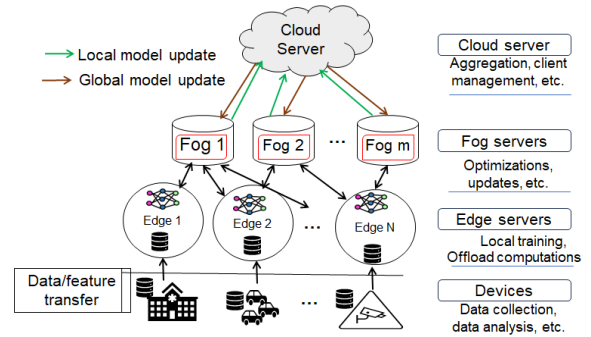 Cloud
Server
Local model update
Global model update
Cloud server
Aggregation, client
management, etc.
Fog 1
Fog 2
...
Fog m
Fog servers
Optimizations,
updates, etc.
Edge 1
Edge 2
...
Edge N
Edge servers
Local training,
Offload computations
Data/feature
transfer
...
Devices
Data collection,
data analysis, etc.